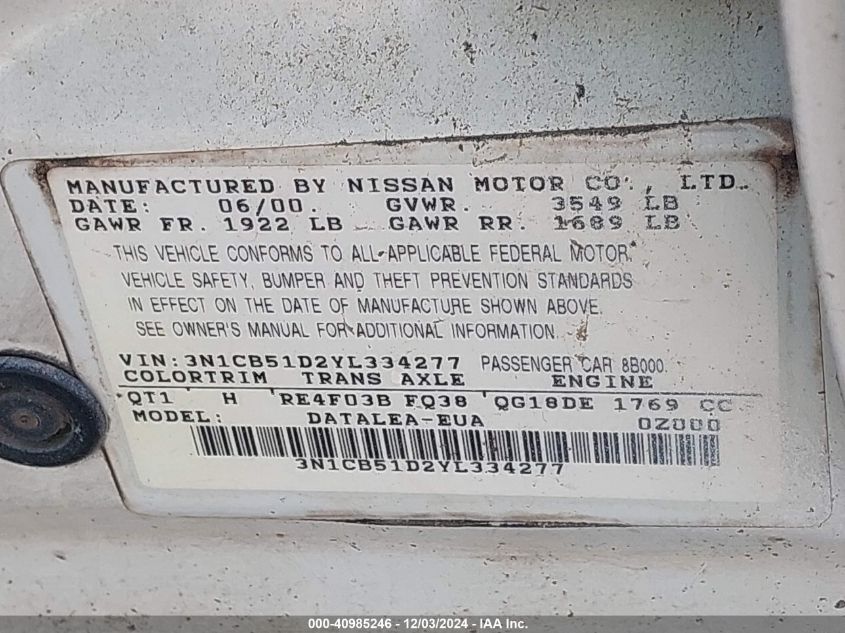 MANUFACTURED BY NISSAN MOTOR CO., LTD.
DATE: 06/00. GVWR. 3549 LB
GAWR FR. 1922 LB GAWR RR. 1689 LB
THIS VEHICLE CONFORMS TO ALL APPLICABLE FEDERAL MOTOR
VEHICLE SAFETY, BUMPER AND THEFT PREVENTION STANDARDS
IN EFFECT ON THE DATE OF MANUFACTURE SHOWN ABOVE.
SEE OWNER'S MANUAL FOR ADDITIONAL INFORMATION.
VIN: 3N1CB51D2YL334277 PASSENGER CAR 8B000
COLORTRIM TRANS AXLE ENGINE
QT1 H RE4F03B FQ38 QG18DE 1769 CC
MODEL: DATALEA-EUA 0Z000
3N1CB51D2YL334277
000-40985246 - 12/03/2024 - IAA Inc.